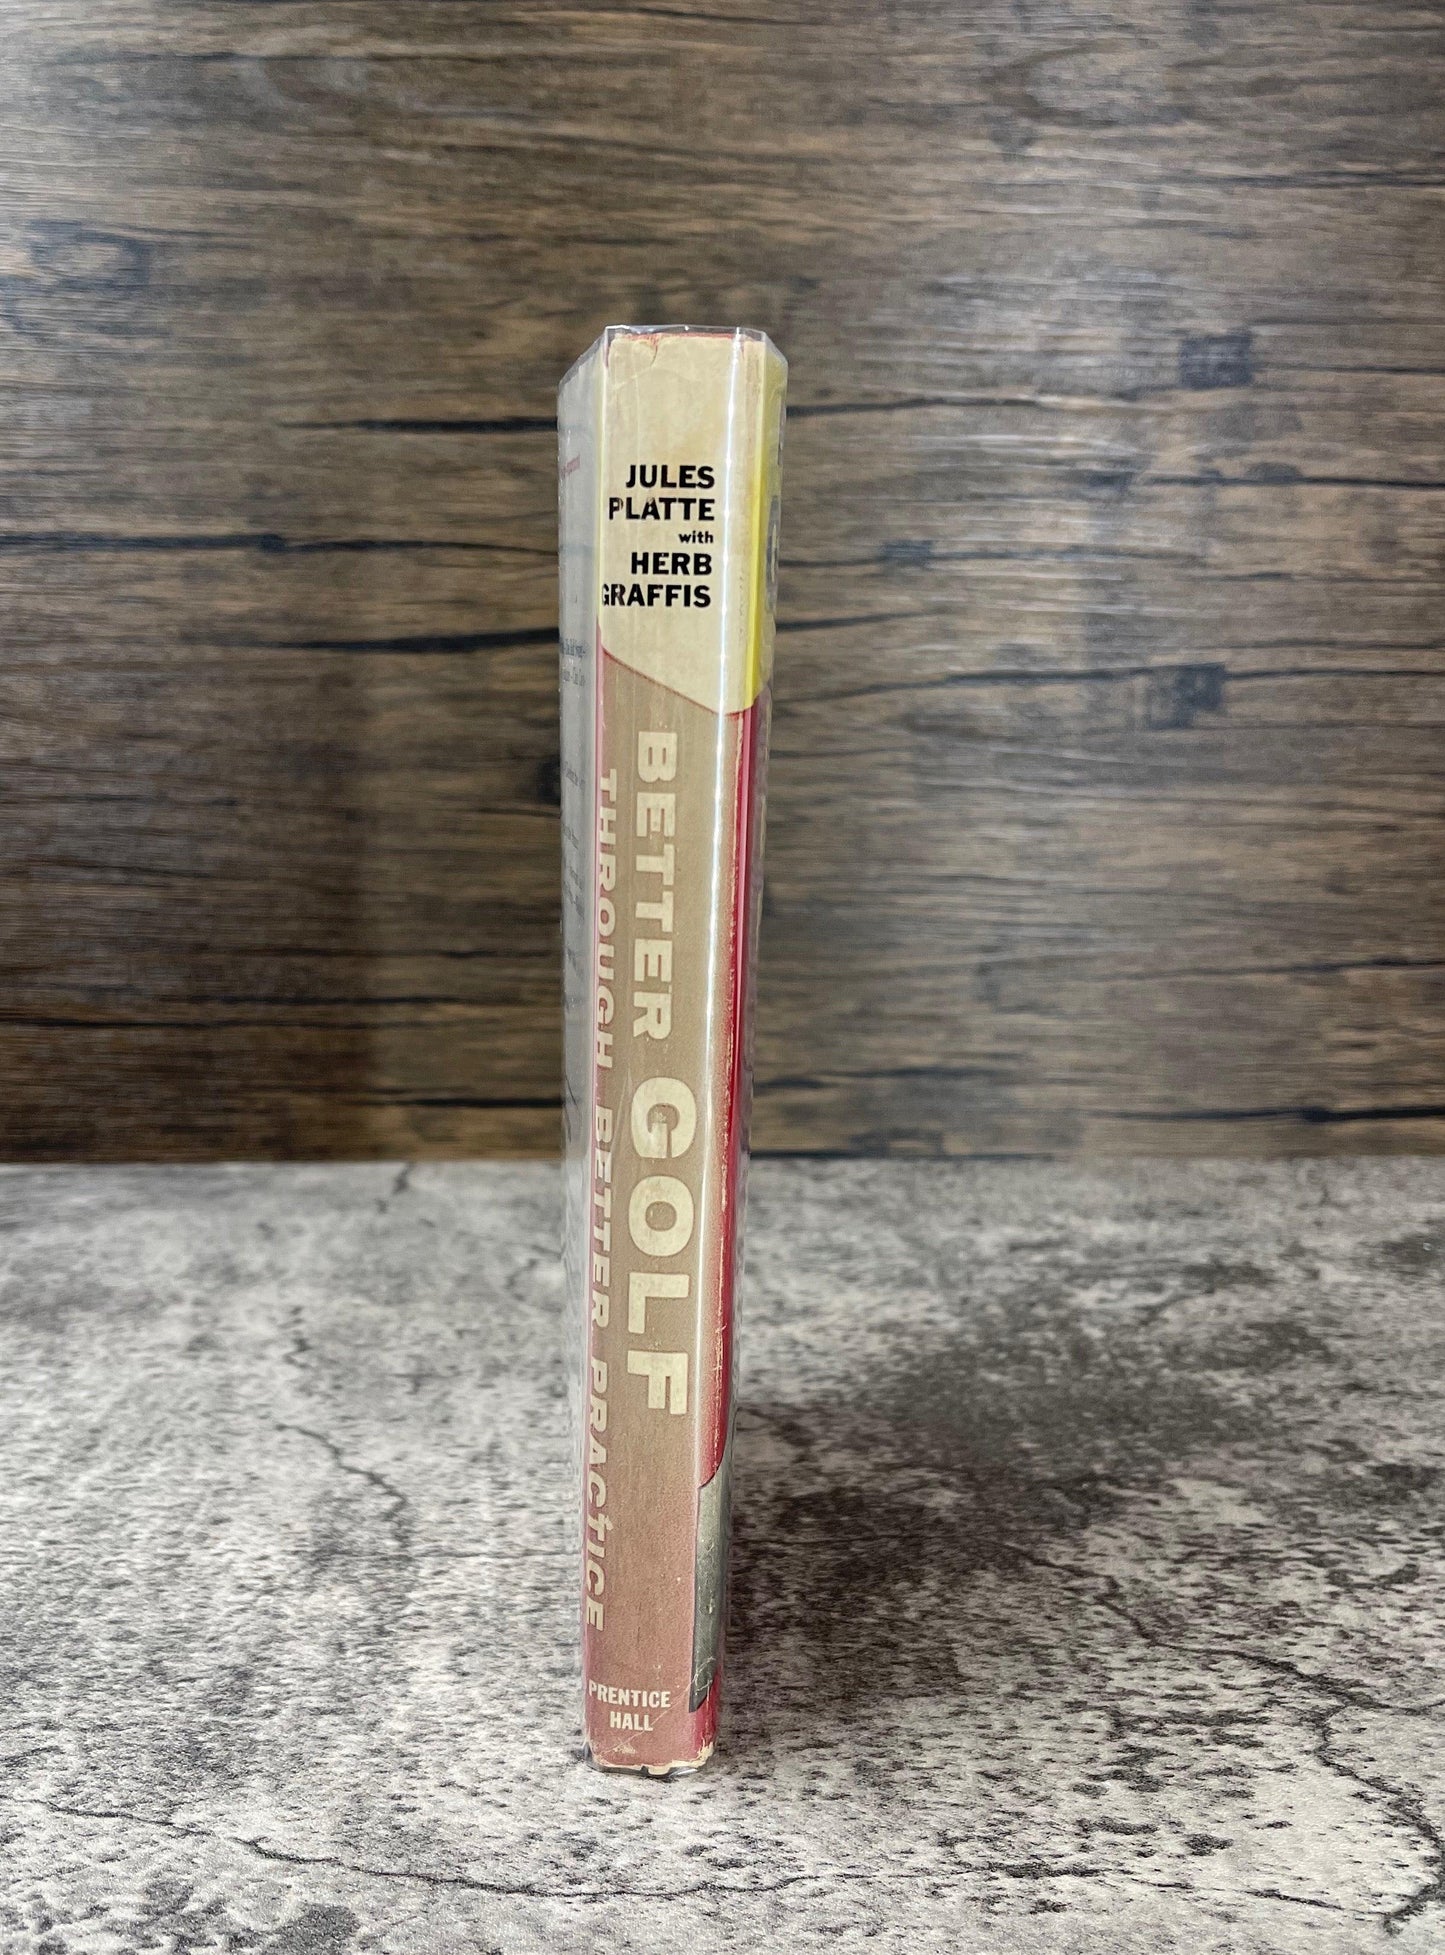 JULES
PLATTE
with
HERB
GRAFFIS
BETTER GOLF
THROUGH BETTER PRACTICE
PRENTICE
HALL